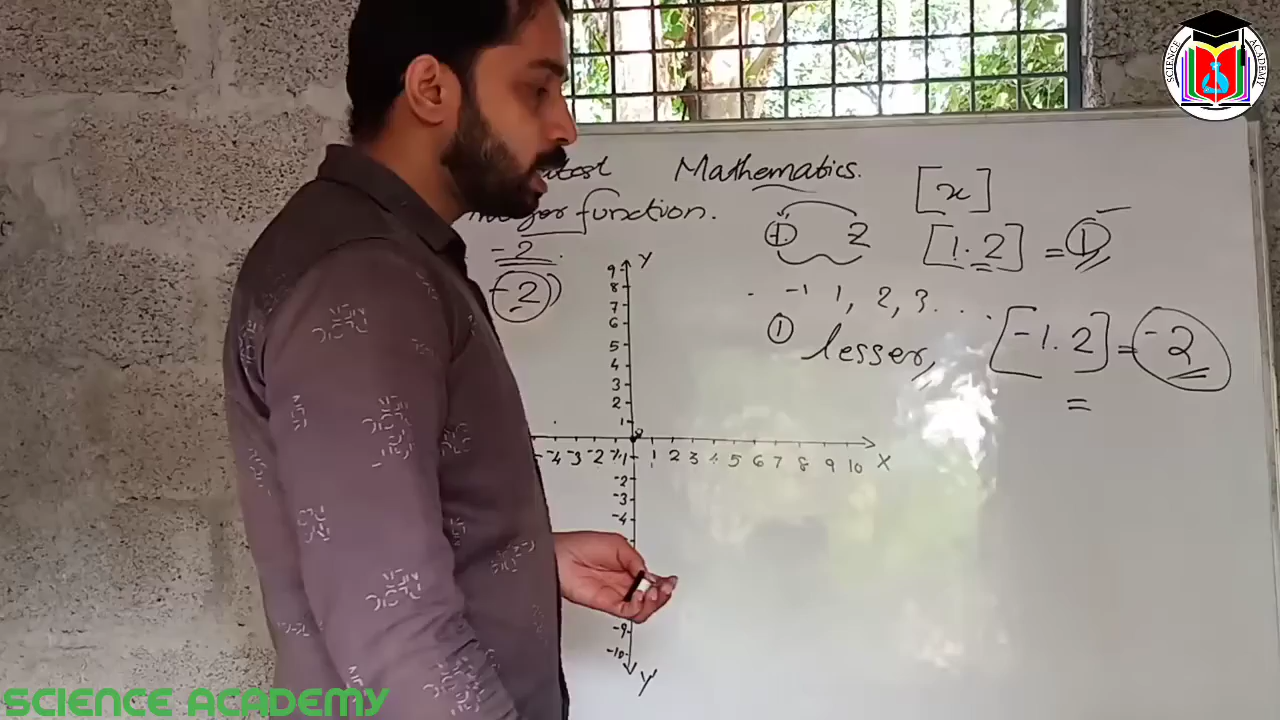 Mathematics.
[x]
function.
-2
1 2
[1.2] = 1
-2
- -1 1, 2, 3. . . .
1
lesser,
[-1.2] = -2
=
Y
9
8
7
6
5
4
3
2
1
-4 -3 -2 -1 1 2 3 4 5 6 7 8 9 10 X
-2
-3
-4
-9
-10
Y
SCIENCE ACADEMY
SCIENCE ACADEMY